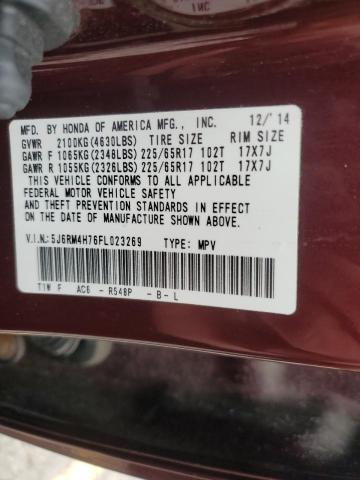 MFD. BY HONDA OF AMERICA MFG., INC. 12/'14
GVWR 2100KG(4630LBS) TIRE SIZE RIM SIZE
GAWR F 1065KG(2348LBS) 225/65R17 102T 17X7J
GAWR R 1055KG(2326LBS) 225/65R17 102T 17X7J
THIS VEHICLE CONFORMS TO ALL APPLICABLE
FEDERAL MOTOR VEHICLE SAFETY, BUMPER,
AND THEFT PREVENTION STANDARDS IN EFFECT
ON THE DATE OF MANUFACTURE SHOWN ABOVE.
V.I.N.:5J6RM4H76FL023269 TYPE: MPV
T1W F AC6 - R548P - B - L